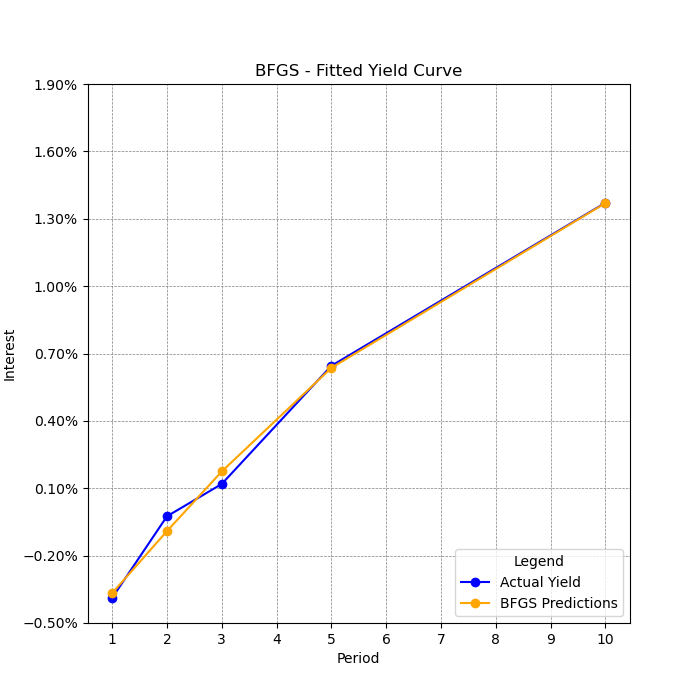 BFGS - Fitted Yield Curve
1.90%
1.60%
1.30%
1.00%
0.70%
0.40%
0.10%
−0.20%
−0.50%
Interest
Legend
Actual Yield
BFGS Predictions
1 2 3 4 5 6 7 8 9 10
Period